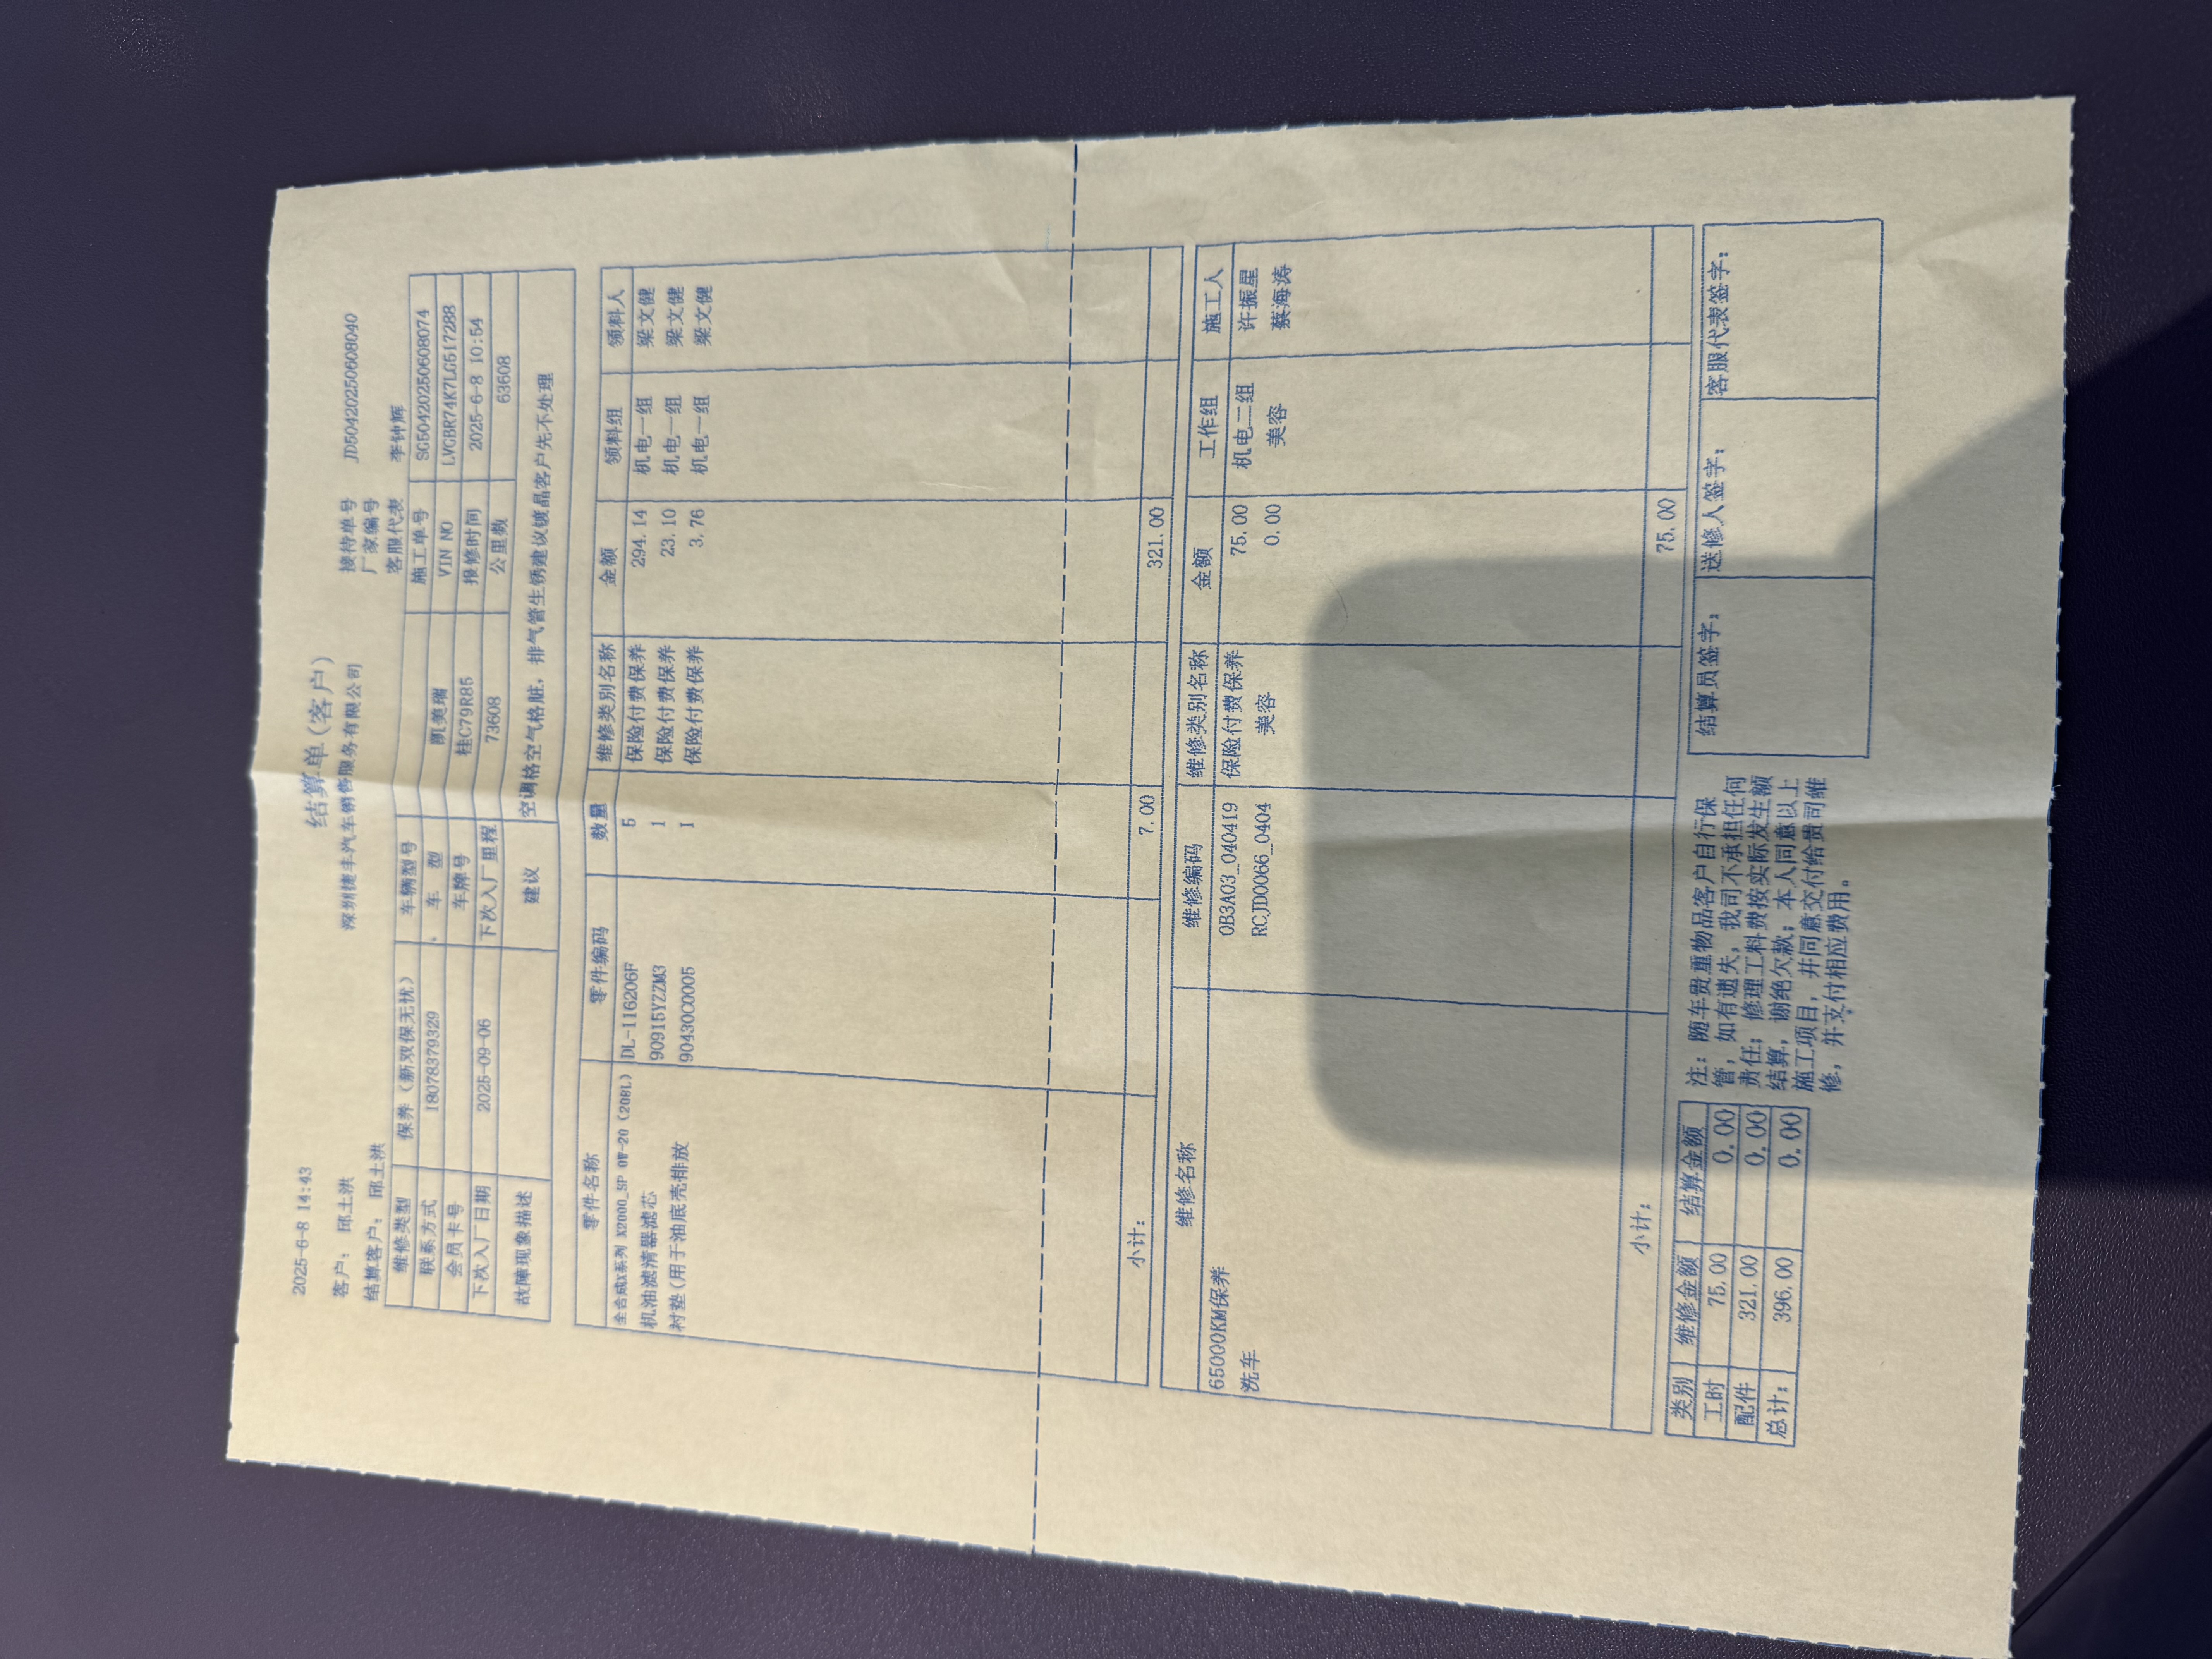 2025-6-8 14:43
结算单(客户)
客户： 邱土洪
深圳捷丰汽车销售服务有限公司
接待单号 JD50420250608040
厂家编号
结算客户： 邱土洪
客服代表 李钟辉
维修类型 保养（新双保无忧） 车辆型号 施工单号 SG50420250608074
联系方式 18078379329 车 型 凯美瑞 VIN NO LVGBR74K7LG517288
会员卡号 车牌号 桂C79R85 报修时间 2025-6-8 10:54
下次入厂日期 2025-09-06 下次入厂里程 73608 公里数 63608
故障现象描述 建议 空调格空气格脏，排气管生锈建议镀晶客户先不处理
零件名称 零件编码 数量 维修类别名称 金额 领料组 领料人
全合成X系列 X2000_SP 0W-20（208L） DL-116206F 5 保险付费保养 294.14 机电一组 梁文健
机油滤清器滤芯 90915YZZM3 1 保险付费保养 23.10 机电一组 梁文健
衬垫(用于油底壳排放 90430C0005 1 保险付费保养 3.76 机电一组 梁文健
小计： 7.00 321.00
维修名称 维修编码 维修类别名称 金额 工作组 施工人
65000KM保养 0B3A03_040419 保险付费保养 75.00 机电二组 许振星
洗车 RCJD0066_0404 美容 0.00 美容 蔡海涛
小计： 75.00
类别 维修金额 结算金额
工时 75.00 0.00
配件 321.00 0.00
总计： 396.00 0.00
注：随车贵重物品客户自行保
管，如有遗失，我司不承担任何
责任；修理工料费按实际发生额
结算，谢绝欠款；本人同意以上
施工项目，并同意交付给贵司维
修，并支付相应费用。
结算员签字： 送修人签字： 客服代表签字：